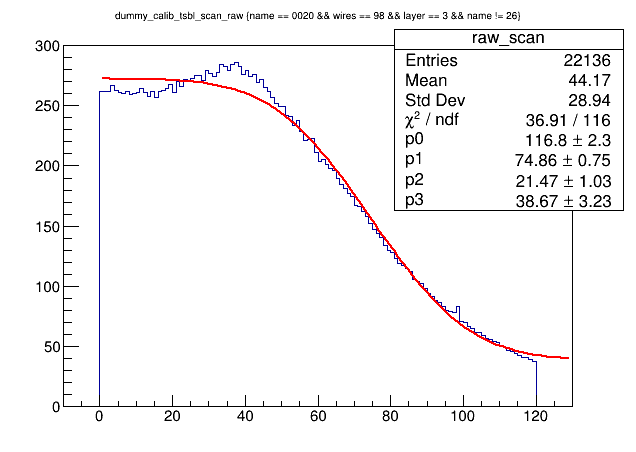 dummy_calib_tsbl_scan_raw {name == 0020 && wires == 98 && layer == 3 && name != 26}
raw_scan
Entries 22136
Mean 44.17
Std Dev 28.94
χ² / ndf 36.91 / 116
p0 116.8 ± 2.3
p1 74.86 ± 0.75
p2 21.47 ± 1.03
p3 38.67 ± 3.23
300
250
200
150
100
50
0
0 20 40 60 80 100 120